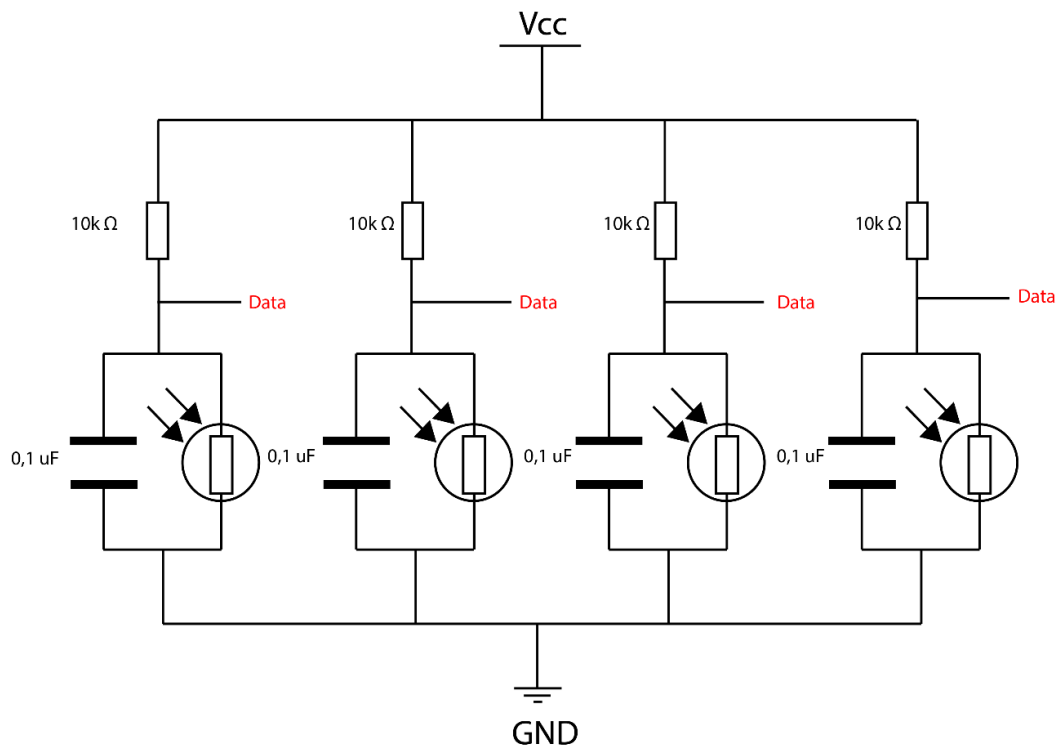 Vcc
10k Ω
10k Ω
10k Ω
10k Ω
Data
Data
Data
Data
0,1 uF
0,1 uF
0,1 uF
0,1 uF
GND